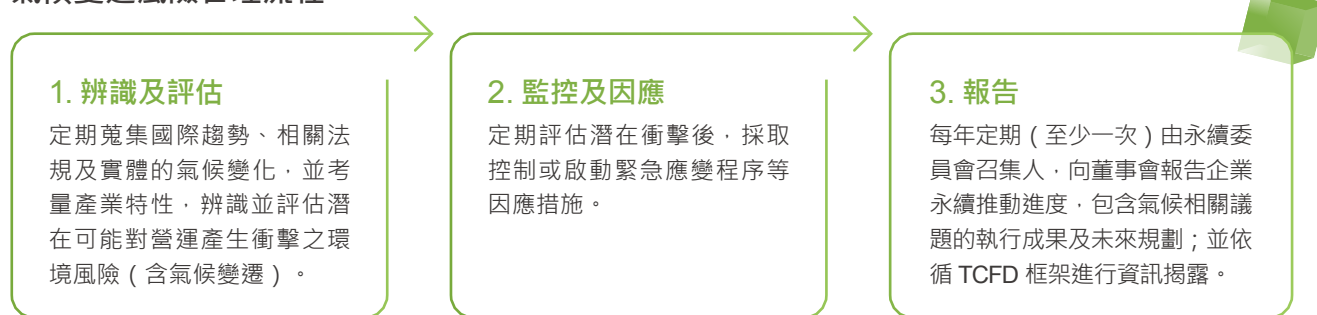 1. 辨識及評估
定期蒐集國際趨勢、相關法
規及實體的氣候變化，並考
量產業特性，辨識並評估潛
在可能對營運產生衝擊之環
境風險（含氣候變遷）。
2. 監控及因應
定期評估潛在衝擊後，採取
控制或啟動緊急應變程序等
因應措施。
3. 報告
每年定期（至少一次）由永續委
員會召集人，向董事會報告企業
永續推動進度，包含氣候相關議
題的執行成果及未來規劃；並依
循 TCFD 框架進行資訊揭露。